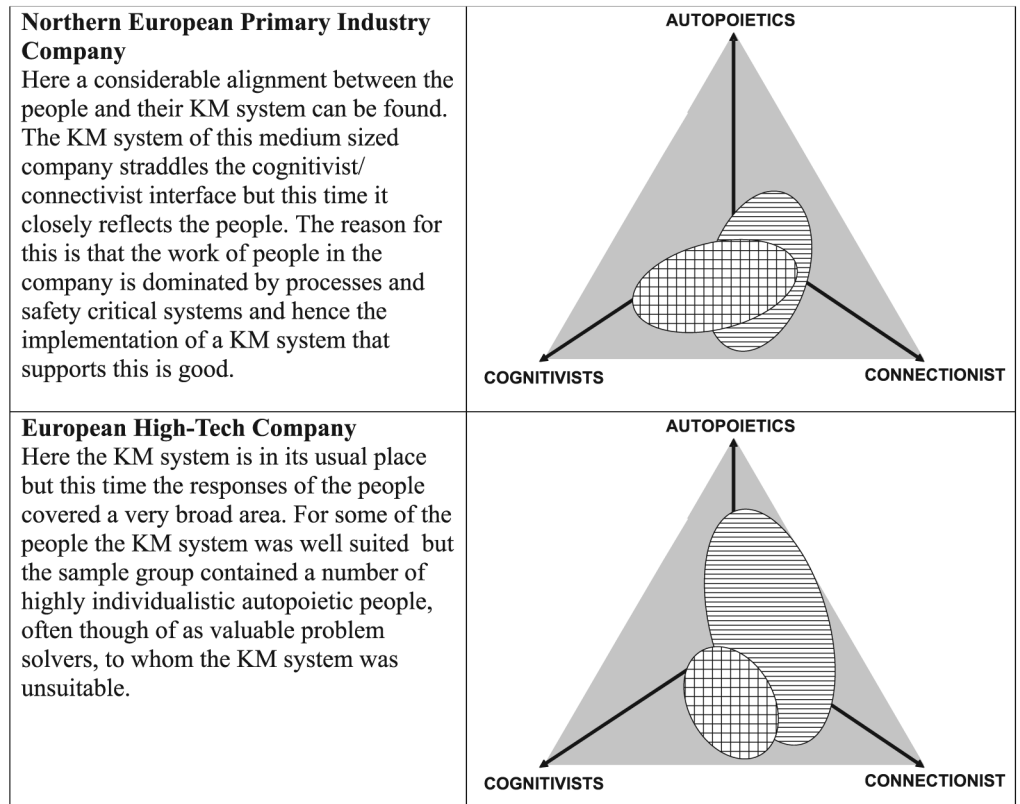 Northern European Primary Industry
Company
Here a considerable alignment between the
people and their KM system can be found.
The KM system of this medium sized
company straddles the cognitivist/
connectivist interface but this time it
closely reflects the people. The reason for
this is that the work of people in the
company is dominated by processes and
safety critical systems and hence the
implementation of a KM system that
supports this is good.
AUTOPOIETICS
COGNITIVISTS
CONNECTIONIST
European High-Tech Company
Here the KM system is in its usual place
but this time the responses of the people
covered a very broad area. For some of the
people the KM system was well suited but
the sample group contained a number of
highly individualistic autopoietic people,
often though of as valuable problem
solvers, to whom the KM system was
unsuitable.
AUTOPOIETICS
COGNITIVISTS
CONNECTIONIST